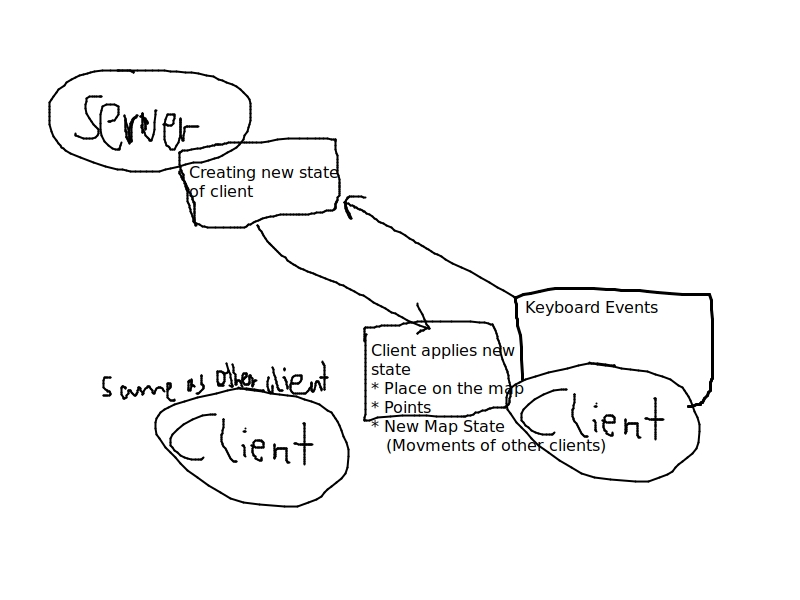 Server
Creating new state
of client
Keyboard Events
Client applies new
state
* Place on the map
* Points
* New Map State
(Movments of other clients)
same as other client
Client
Client